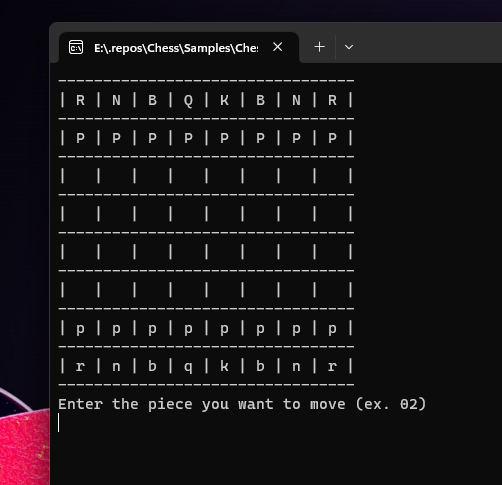 E:\.repos\Chess\Samples\Che
---------------------------------
| R | N | B | Q | K | B | N | R |
---------------------------------
| P | P | P | P | P | P | P | P |
---------------------------------
|   |   |   |   |   |   |   |   |
---------------------------------
|   |   |   |   |   |   |   |   |
---------------------------------
|   |   |   |   |   |   |   |   |
---------------------------------
|   |   |   |   |   |   |   |   |
---------------------------------
| p | p | p | p | p | p | p | p |
---------------------------------
| r | n | b | q | k | b | n | r |
---------------------------------
Enter the piece you want to move (ex. 02)